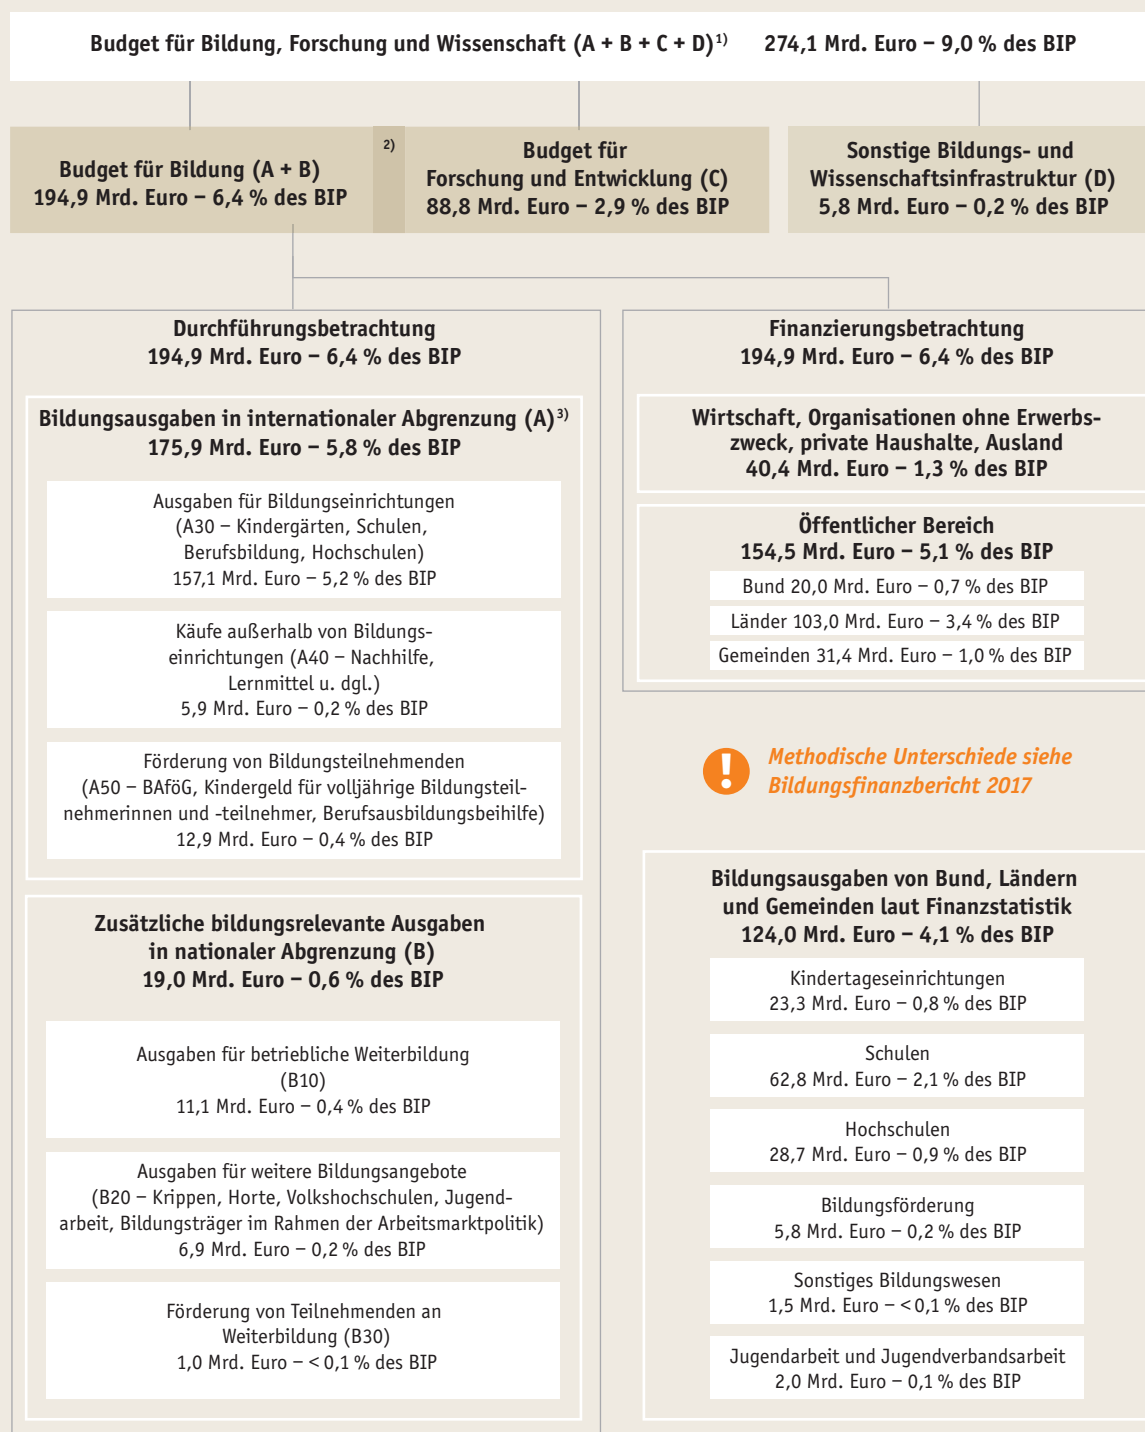 Budget für Bildung, Forschung und Wissenschaft (A + B + C + D)1) 274,1 Mrd. Euro – 9,0 % des BIP
Budget für Bildung (A + B)
194,9 Mrd. Euro – 6,4 % des BIP
2)
Budget für
Forschung und Entwicklung (C)
88,8 Mrd. Euro – 2,9 % des BIP
Sonstige Bildungs- und
Wissenschaftsinfrastruktur (D)
5,8 Mrd. Euro – 0,2 % des BIP
Durchführungsbetrachtung
194,9 Mrd. Euro – 6,4 % des BIP
Bildungsausgaben in internationaler Abgrenzung (A)3)
175,9 Mrd. Euro – 5,8 % des BIP
Ausgaben für Bildungseinrichtungen
(A30 – Kindergärten, Schulen,
Berufsbildung, Hochschulen)
157,1 Mrd. Euro – 5,2 % des BIP
Käufe außerhalb von Bildungs-
einrichtungen (A40 – Nachhilfe,
Lernmittel u. dgl.)
5,9 Mrd. Euro – 0,2 % des BIP
Förderung von Bildungsteilnehmenden
(A50 – BAföG, Kindergeld für volljährige Bildungsteil-
nehmerinnen und -teilnehmer, Berufsausbildungsbeihilfe)
12,9 Mrd. Euro – 0,4 % des BIP
Zusätzliche bildungsrelevante Ausgaben
in nationaler Abgrenzung (B)
19,0 Mrd. Euro – 0,6 % des BIP
Ausgaben für betriebliche Weiterbildung
(B10)
11,1 Mrd. Euro – 0,4 % des BIP
Ausgaben für weitere Bildungsangebote
(B20 – Krippen, Horte, Volkshochschulen, Jugend-
arbeit, Bildungsträger im Rahmen der Arbeitsmarktpolitik)
6,9 Mrd. Euro – 0,2 % des BIP
Förderung von Teilnehmenden an
Weiterbildung (B30)
1,0 Mrd. Euro – < 0,1 % des BIP
Finanzierungsbetrachtung
194,9 Mrd. Euro – 6,4 % des BIP
Wirtschaft, Organisationen ohne Erwerbs-
zweck, private Haushalte, Ausland
40,4 Mrd. Euro – 1,3 % des BIP
Öffentlicher Bereich
154,5 Mrd. Euro – 5,1 % des BIP
Bund 20,0 Mrd. Euro – 0,7 % des BIP
Länder 103,0 Mrd. Euro – 3,4 % des BIP
Gemeinden 31,4 Mrd. Euro – 1,0 % des BIP
! Methodische Unterschiede siehe
Bildungsfinanzbericht 2017
Bildungsausgaben von Bund, Ländern
und Gemeinden laut Finanzstatistik
124,0 Mrd. Euro – 4,1 % des BIP
Kindertageseinrichtungen
23,3 Mrd. Euro – 0,8 % des BIP
Schulen
62,8 Mrd. Euro – 2,1 % des BIP
Hochschulen
28,7 Mrd. Euro – 0,9 % des BIP
Bildungsförderung
5,8 Mrd. Euro – 0,2 % des BIP
Sonstiges Bildungswesen
1,5 Mrd. Euro – < 0,1 % des BIP
Jugendarbeit und Jugendverbandsarbeit
2,0 Mrd. Euro – 0,1 % des BIP